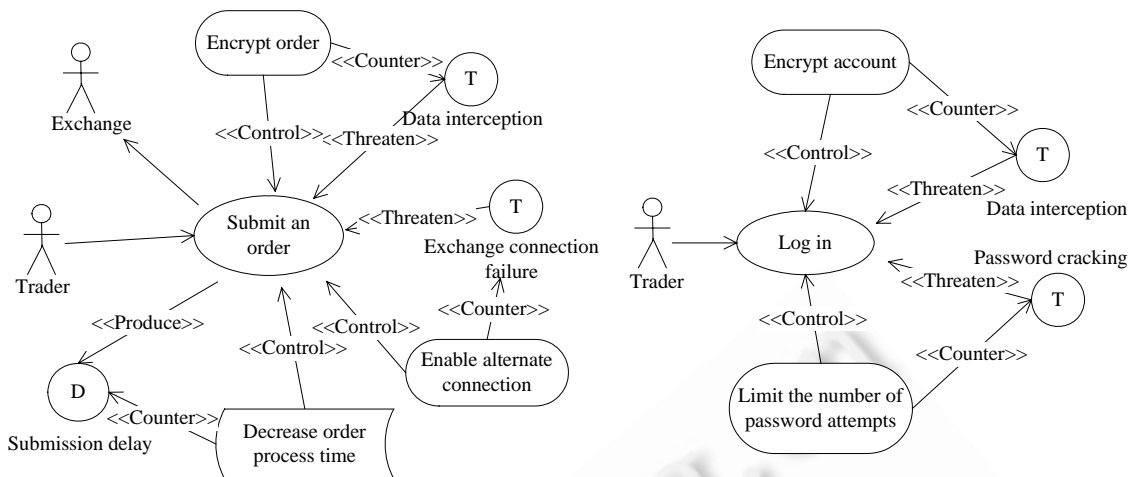 Encrypt order
<<Counter>>
T
Data interception
Exchange
<<Control>>
<<Threaten>>
Submit an
order
<<Threaten>>
T
Exchange connection
failure
Trader
<<Produce>>
<<Control>>
<<Control>>
<<Counter>>
Enable alternate
connection
D
<<Counter>>
Submission delay
Decrease order
process time
Encrypt account
<<Counter>>
<<Control>>
T
<<Threaten>>
Data interception
Log in
Trader
Password cracking
<<Threaten>>
T
<<Control>>
<<Counter>>
Limit the number of
password attempts